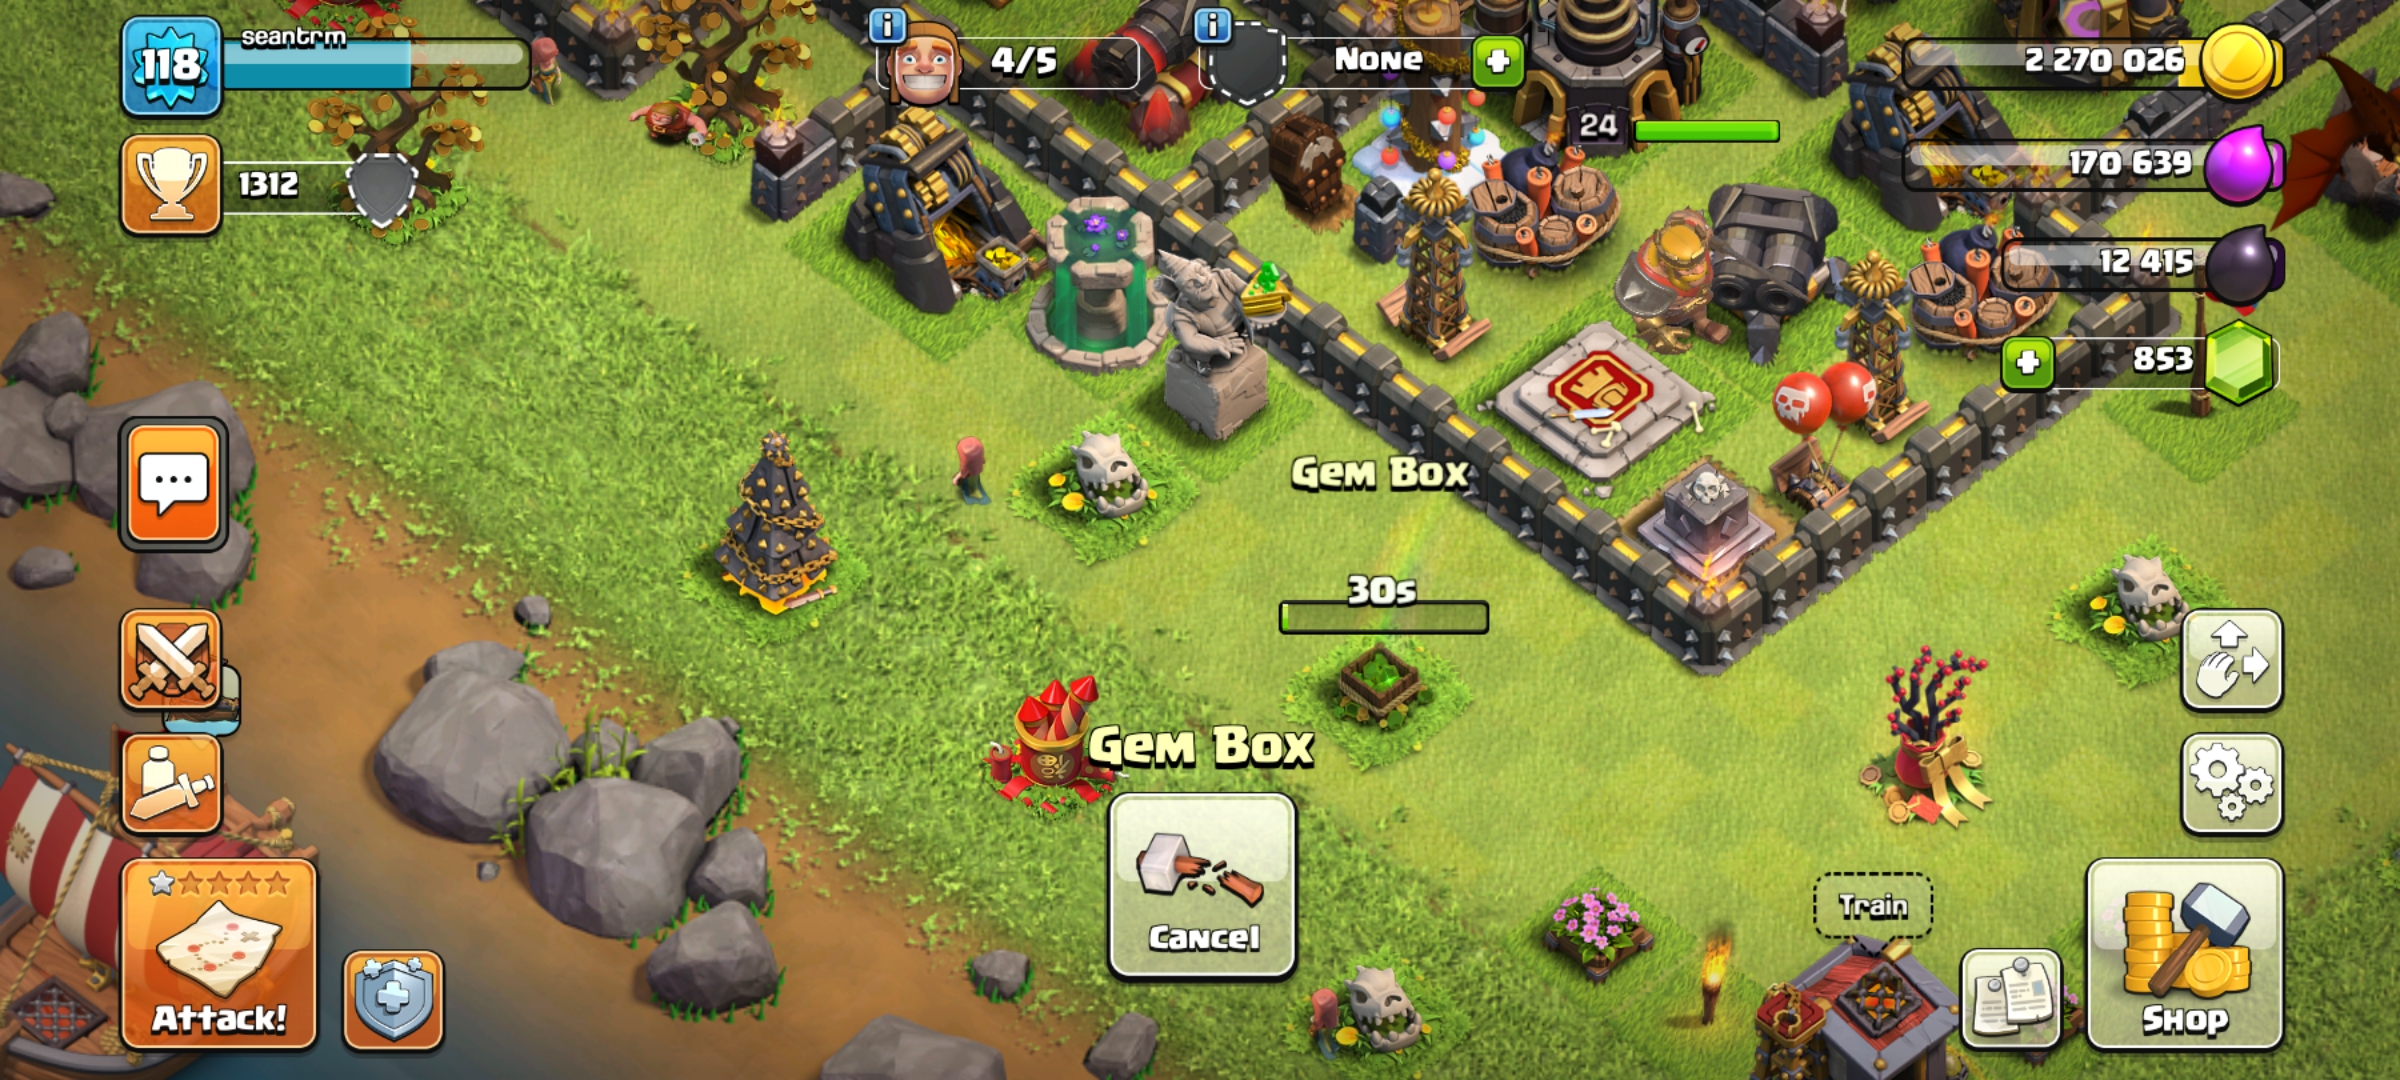 118
seantrm
4/5
None
2 270 026
24
1312
170 639
12 415
853
Gem Box
30s
Gem Box
Cancel
Train
Attack!
Shop